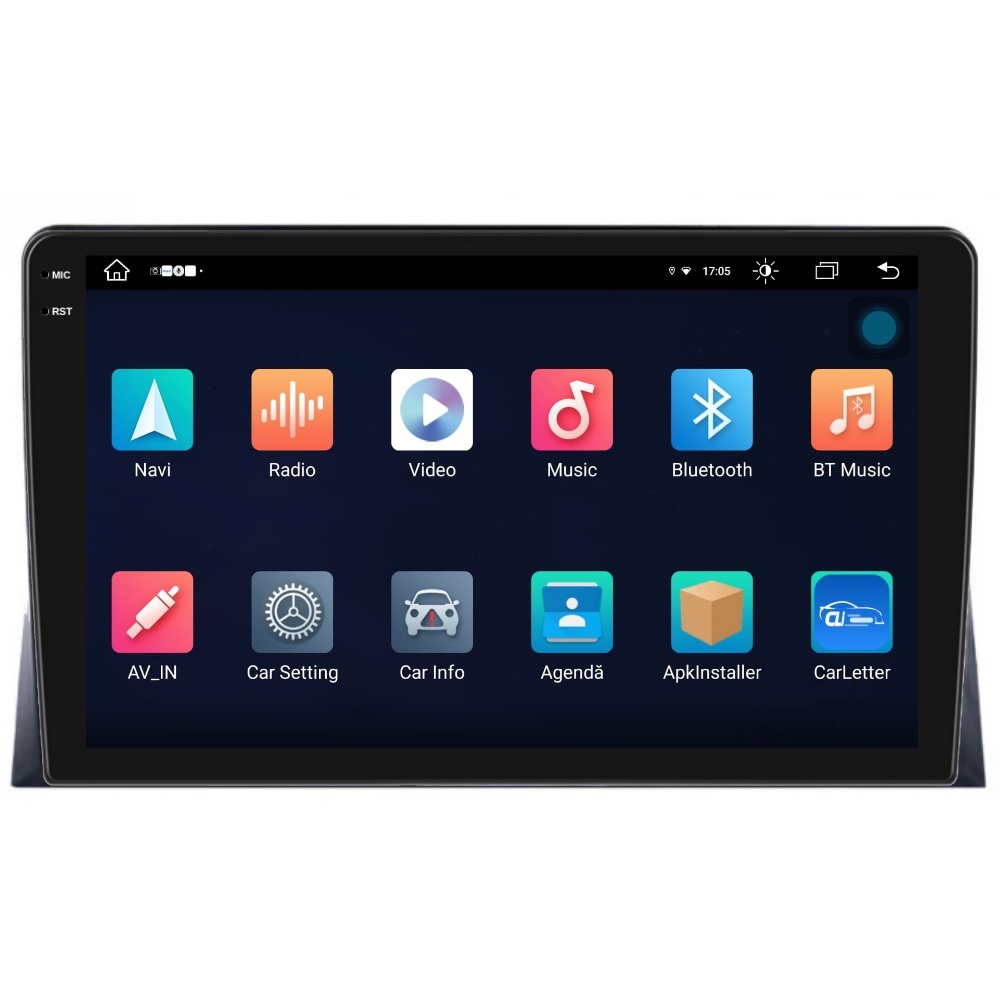 MIC
17:05
RST
Navi
Radio
Video
Music
Bluetooth
BT Music
AV_IN
Car Setting
Car Info
Agendă
ApkInstaller
CarLetter